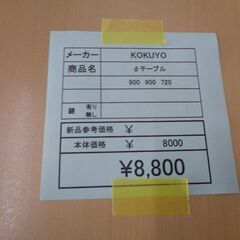 メーカー KOKUYO
商品名 φテーブル
900 900 720
鍵 有り
無し
新品参考価格 ¥
本体価格 ¥ 8000
¥8,800